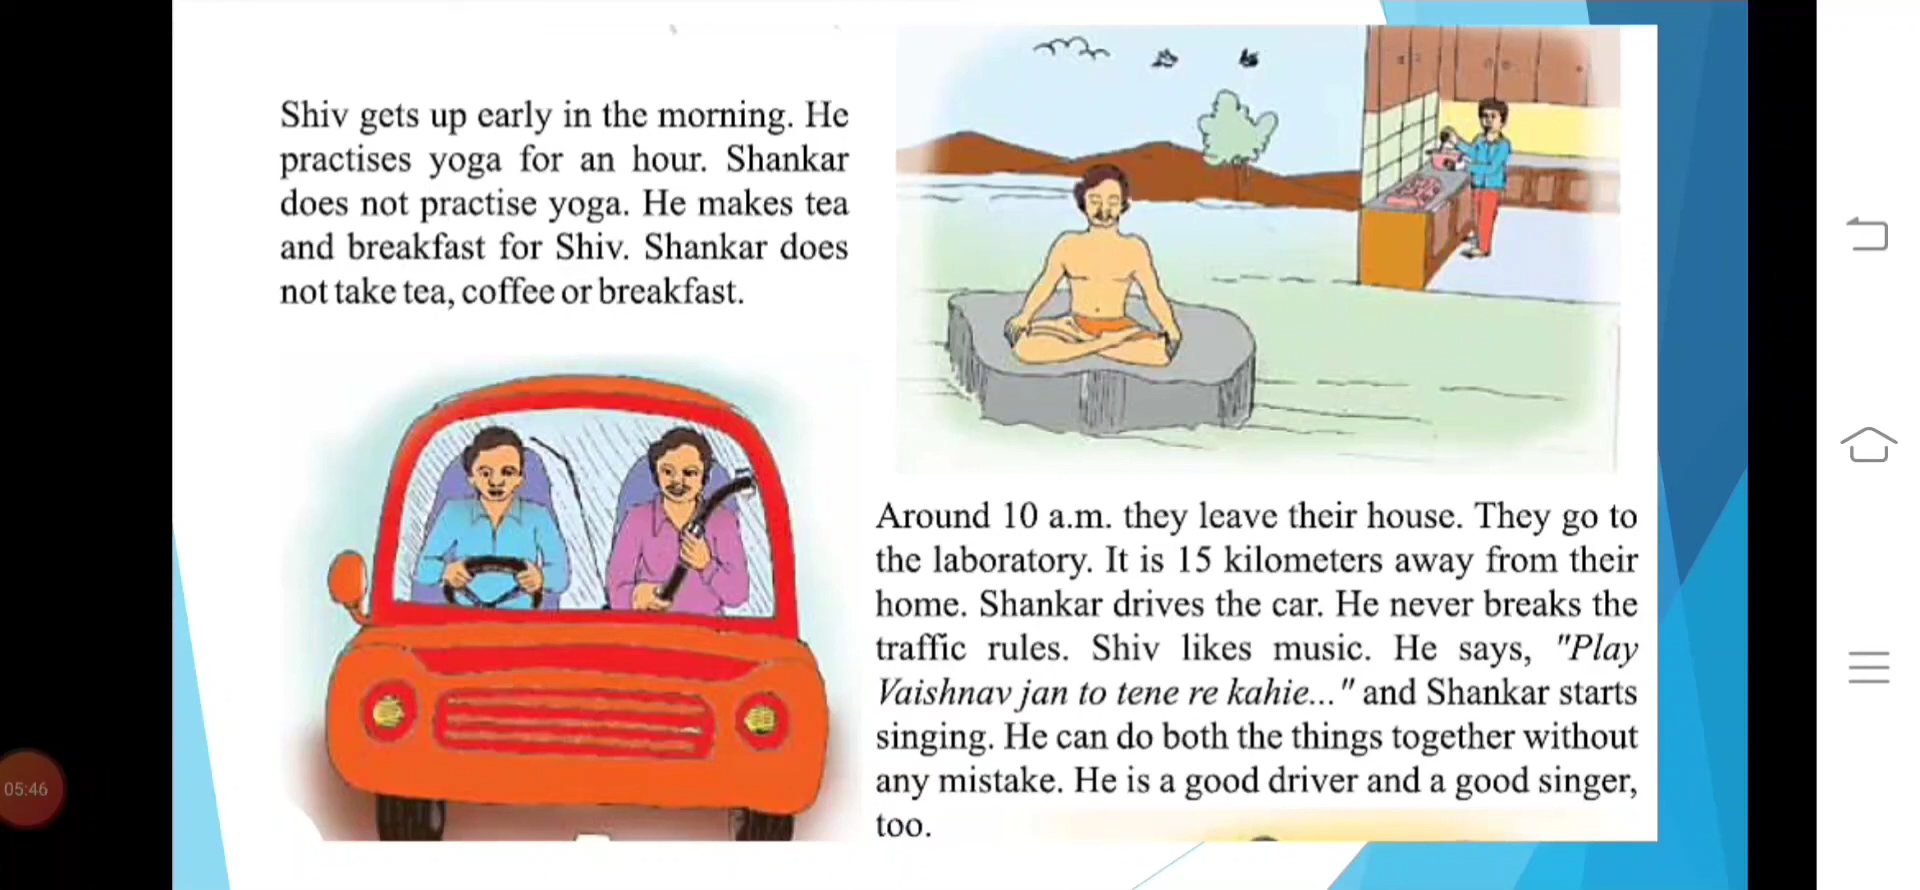 Shiv gets up early in the morning. He
practises yoga for an hour. Shankar
does not practise yoga. He makes tea
and breakfast for Shiv. Shankar does
not take tea, coffee or breakfast.
Around 10 a.m. they leave their house. They go to
the laboratory. It is 15 kilometers away from their
home. Shankar drives the car. He never breaks the
traffic rules. Shiv likes music. He says, "Play
Vaishnav jan to tene re kahie..." and Shankar starts
singing. He can do both the things together without
any mistake. He is a good driver and a good singer,
too.
05:46